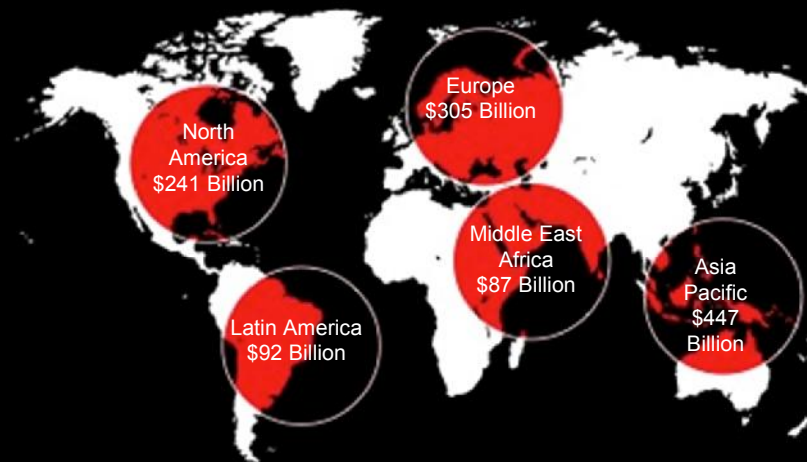 North
America
$241 Billion
Europe
$305 Billion
Middle East
Africa
$87 Billion
Asia
Pacific
$447
Billion
Latin America
$92 Billion